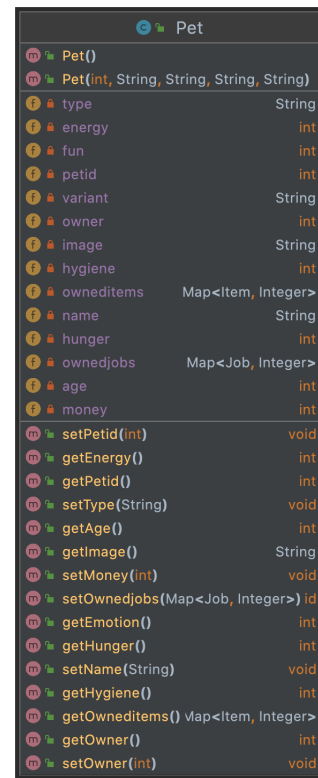 Pet
Pet()
Pet(int, String, String, String, String)
type String
energy int
fun int
petid int
variant String
owner int
image String
hygiene int
owneditems Map<Item, Integer>
name String
hunger int
ownedjobs Map<Job, Integer>
age int
money int
setPetid(int) void
getEnergy() int
getPetid() int
setType(String) void
getAge() int
getImage() String
setMoney(int) void
setOwnedjobs(Map<Job, Integer>) id
getEmotion() int
getHunger() int
setName(String) void
getHygiene() int
getOwneditems() Map<Item, Integer>
getOwner() int
setOwner(int) void